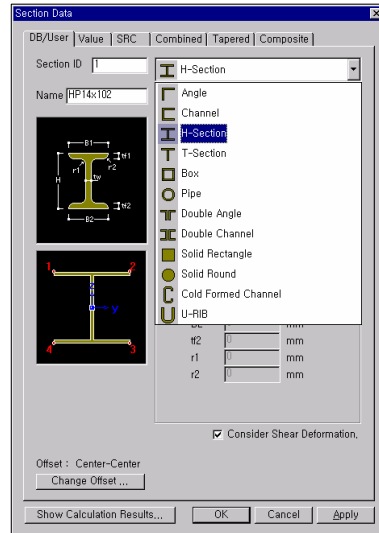 Section Data
DB/User Value SRC Combined Tapered Composite
Section ID 1 H-Section
Name HP14x102
Angle
Channel
H-Section
T-Section
Box
Pipe
Double Angle
Double Channel
Solid Rectangle
Solid Round
Cold Formed Channel
U-RIB
B1
tf1
r1 r2
H tw
tf2
B2
1 2
z
y
4 3
B2 0 mm
tf2 0 mm
r1 0 mm
r2 0 mm
Consider Shear Deformation.
Offset : Center-Center
Change Offset ...
Show Calculation Results... OK Cancel Apply